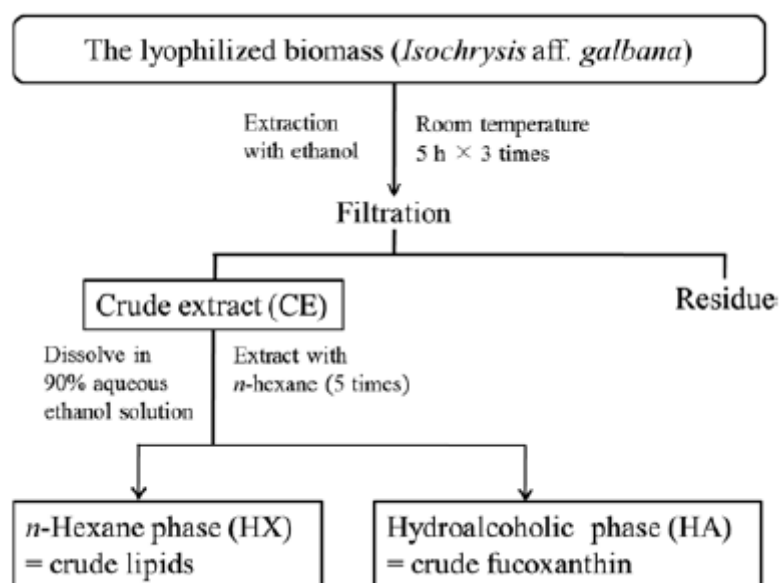 The lyophilized biomass (Isochrysis aff. galbana)
Extraction
with ethanol
Room temperature
5 h × 3 times
Filtration
Crude extract (CE)
Residue
Dissolve in
90% aqueous
ethanol solution
Extract with
n-hexane (5 times)
n-Hexane phase (HX)
= crude lipids
Hydroalcoholic phase (HA)
= crude fucoxanthin